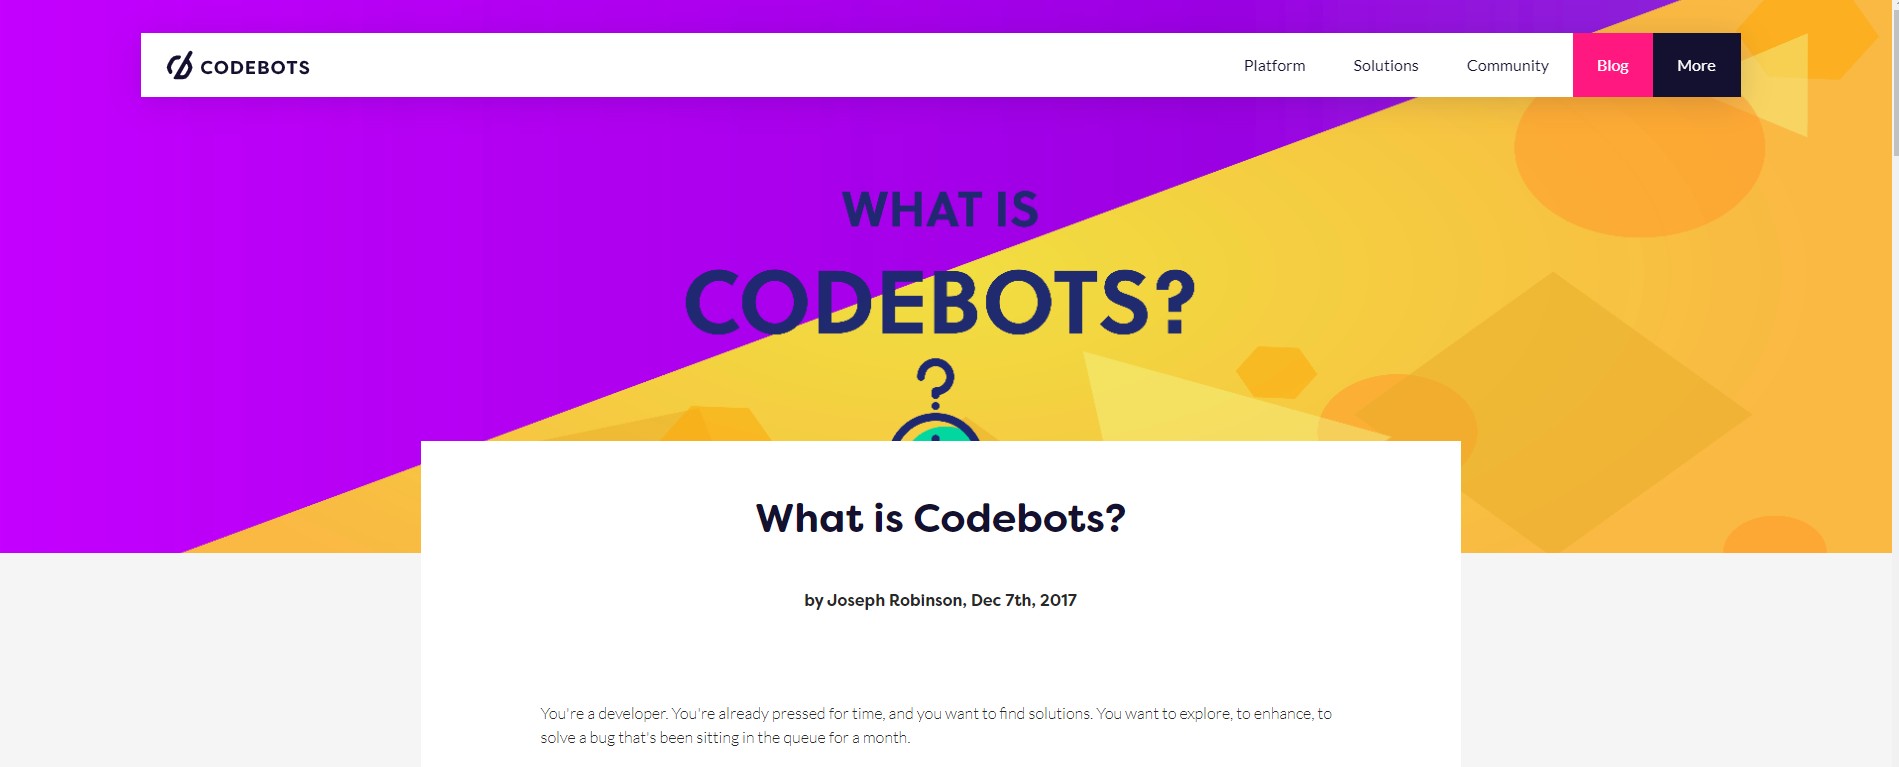 CODEBOTS
Platform
Solutions
Community
Blog
More
WHAT IS
CODEBOTS?
?
What is Codebots?
by Joseph Robinson, Dec 7th, 2017
You're a developer. You're already pressed for time, and you want to find solutions. You want to explore, to enhance, to
solve a bug that's been sitting in the queue for a month.